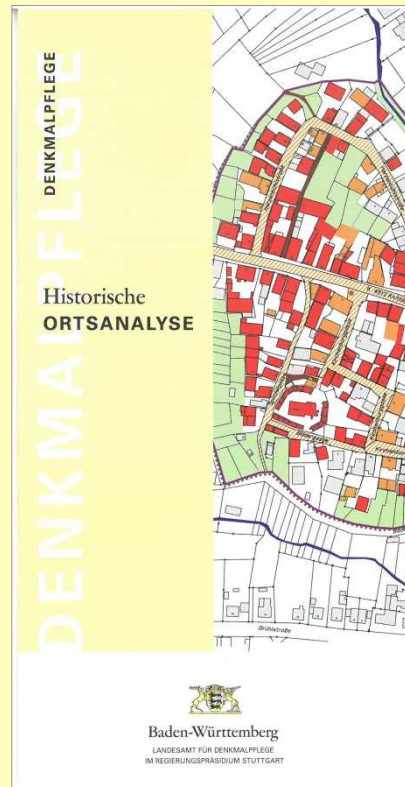 DENKMALPFLEGE
DENKMALPFLEGE
Historische
ORTSANALYSE
Brühlstraße
Baden-Württemberg
LANDESAMT FÜR DENKMALPFLEGE
IM REGIERUNGSPRÄSIDIUM STUTTGART